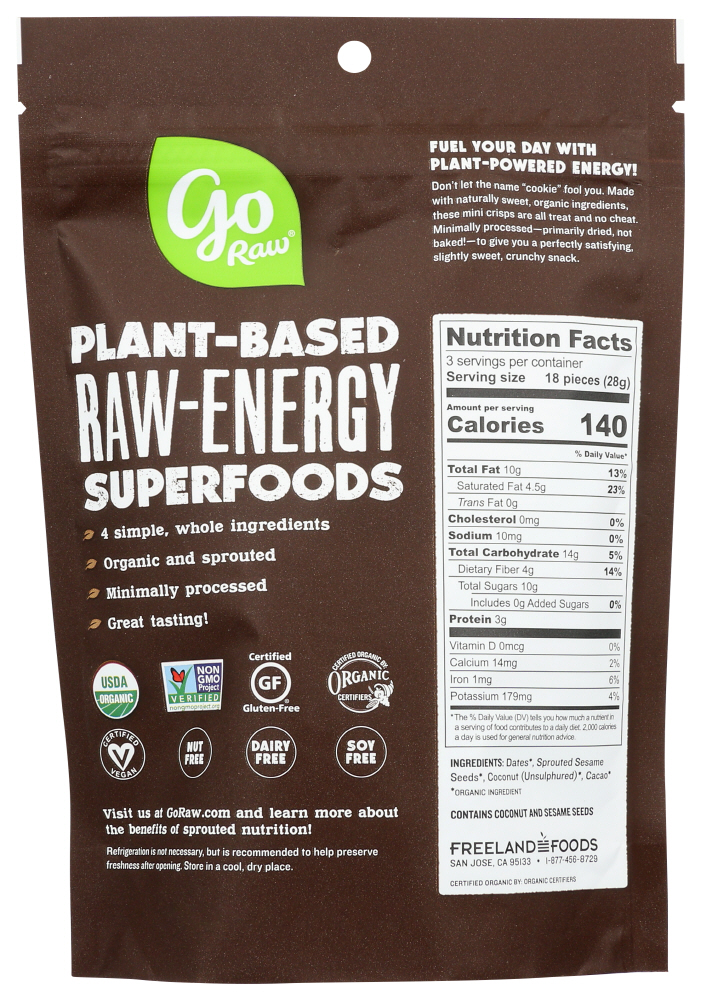 go
Raw®
FUEL YOUR DAY WITH
PLANT-POWERED ENERGY!
Don't let the name "cookie" fool you. Made
with naturally sweet, organic ingredients,
these mini crisps are all treat and no cheat.
Minimally processed—primarily dried, not
baked!—to give you a perfectly satisfying,
slightly sweet, crunchy snack.
PLANT-BASED
RAW-ENERGY
SUPERFOODS
4 simple, whole ingredients
Organic and sprouted
Minimally processed
Great tasting!
USDA
ORGANIC
NON
GMO
Project
VERIFIED
nongmoproject.org
Certified
GF
Gluten-Free
CERTIFIED ORGANIC BY
ORGANIC
CERTIFIERS
CERTIFIED
V
VEGAN
NUT
FREE
DAIRY
FREE
SOY
FREE
Visit us at GoRaw.com and learn more about
the benefits of sprouted nutrition!
Refrigeration is not necessary, but is recommended to help preserve
freshness after opening. Store in a cool, dry place.
Nutrition Facts
3 servings per container
Serving size 18 pieces (28g)
Amount per serving
Calories 140
% Daily Value*
Total Fat 10g 13%
Saturated Fat 4.5g 23%
Trans Fat 0g
Cholesterol 0mg 0%
Sodium 10mg 0%
Total Carbohydrate 14g 5%
Dietary Fiber 4g 14%
Total Sugars 10g
Includes 0g Added Sugars 0%
Protein 3g
Vitamin D 0mcg 0%
Calcium 14mg 2%
Iron 1mg 6%
Potassium 179mg 4%
*The % Daily Value (DV) tells you how much a nutrient in
a serving of food contributes to a daily diet. 2,000 calories
a day is used for general nutrition advice.
INGREDIENTS: Dates*, Sprouted Sesame
Seeds*, Coconut (Unsulphured)*, Cacao*
*ORGANIC INGREDIENT
CONTAINS COCONUT AND SESAME SEEDS
FREELAND FOODS
SAN JOSE, CA 95133 • 1-877-456-8729
CERTIFIED ORGANIC BY: ORGANIC CERTIFIERS